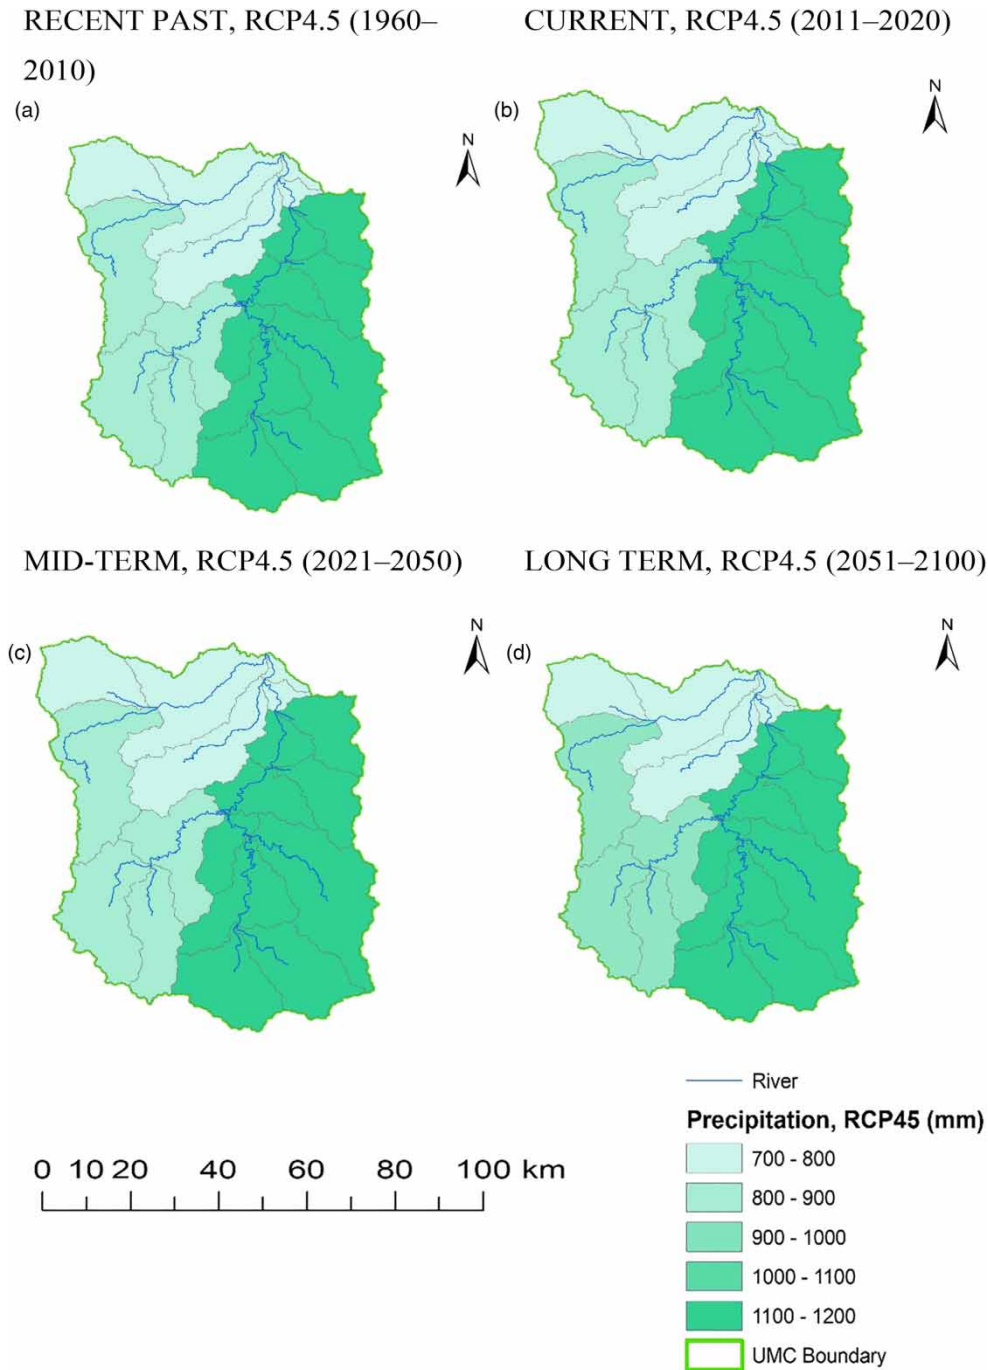 RECENT PAST, RCP4.5 (1960–
2010)
CURRENT, RCP4.5 (2011–2020)
(a)
N
(b)
N
MID-TERM, RCP4.5 (2021–2050)
LONG TERM, RCP4.5 (2051–2100)
(c)
N
(d)
N
0 10 20 40 60 80 100 km
River
Precipitation, RCP45 (mm)
700 - 800
800 - 900
900 - 1000
1000 - 1100
1100 - 1200
UMC Boundary